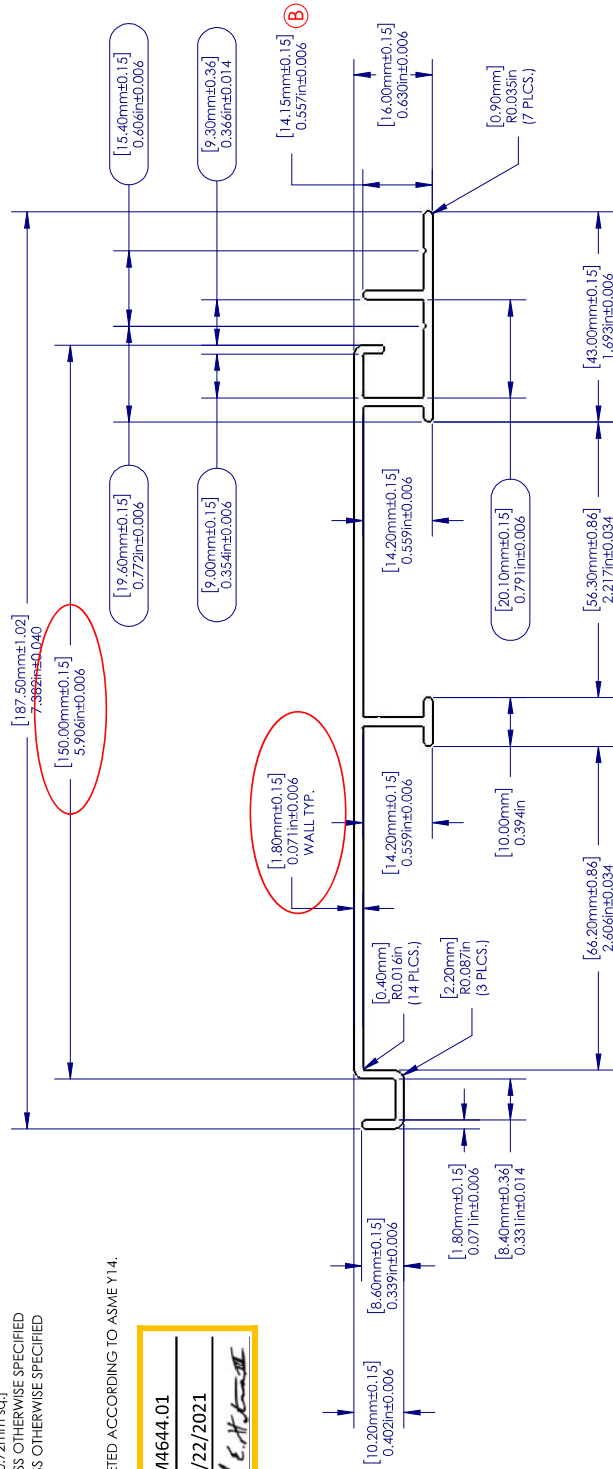 [187.50mm±1.02]
7.382in±0.040
[150.00mm±0.15]
5.906in±0.006
[19.60mm±0.15]
0.772in±0.006
[15.40mm±0.15]
0.606in±0.006
[9.00mm±0.15]
0.354in±0.006
[9.30mm±0.36]
0.366in±0.014
[1.80mm±0.15]
0.071in±0.006
WALL TYP.
[14.15mm±0.15]
0.557in±0.006
B
[16.00mm±0.15]
0.630in±0.006
[0.90mm]
R0.035in
(7 PLCS.)
[10.20mm±0.15]
0.402in±0.006
[8.60mm±0.15]
0.339in±0.006
[1.80mm±0.15]
0.071in±0.006
[8.40mm±0.36]
0.331in±0.014
[0.40mm]
R0.016in
(14 PLCS.)
[2.20mm]
R0.087in
(3 PLCS.)
[14.20mm±0.15]
0.559in±0.006
[14.20mm±0.15]
0.559in±0.006
[10.00mm]
0.394in
[20.10mm±0.15]
0.791in±0.006
[66.20mm±0.86]
2.606in±0.034
[56.30mm±0.86]
2.217in±0.034
[43.00mm±0.15]
1.693in±0.006
SS OTHERWISE SPECIFIED
SS OTHERWISE SPECIFIED
ETED ACCORDING TO ASME Y14.
M4644.01
/22/2021